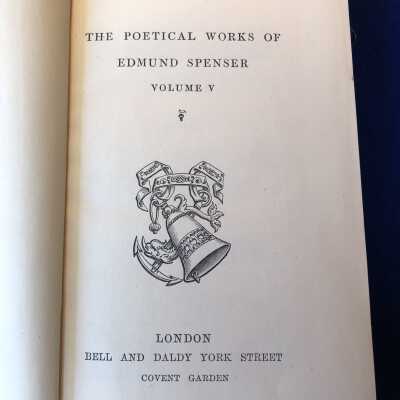 THE POETICAL WORKS OF
EDMUND SPENSER
VOLUME V
LONDON
BELL AND DALDY YORK STREET
COVENT GARDEN